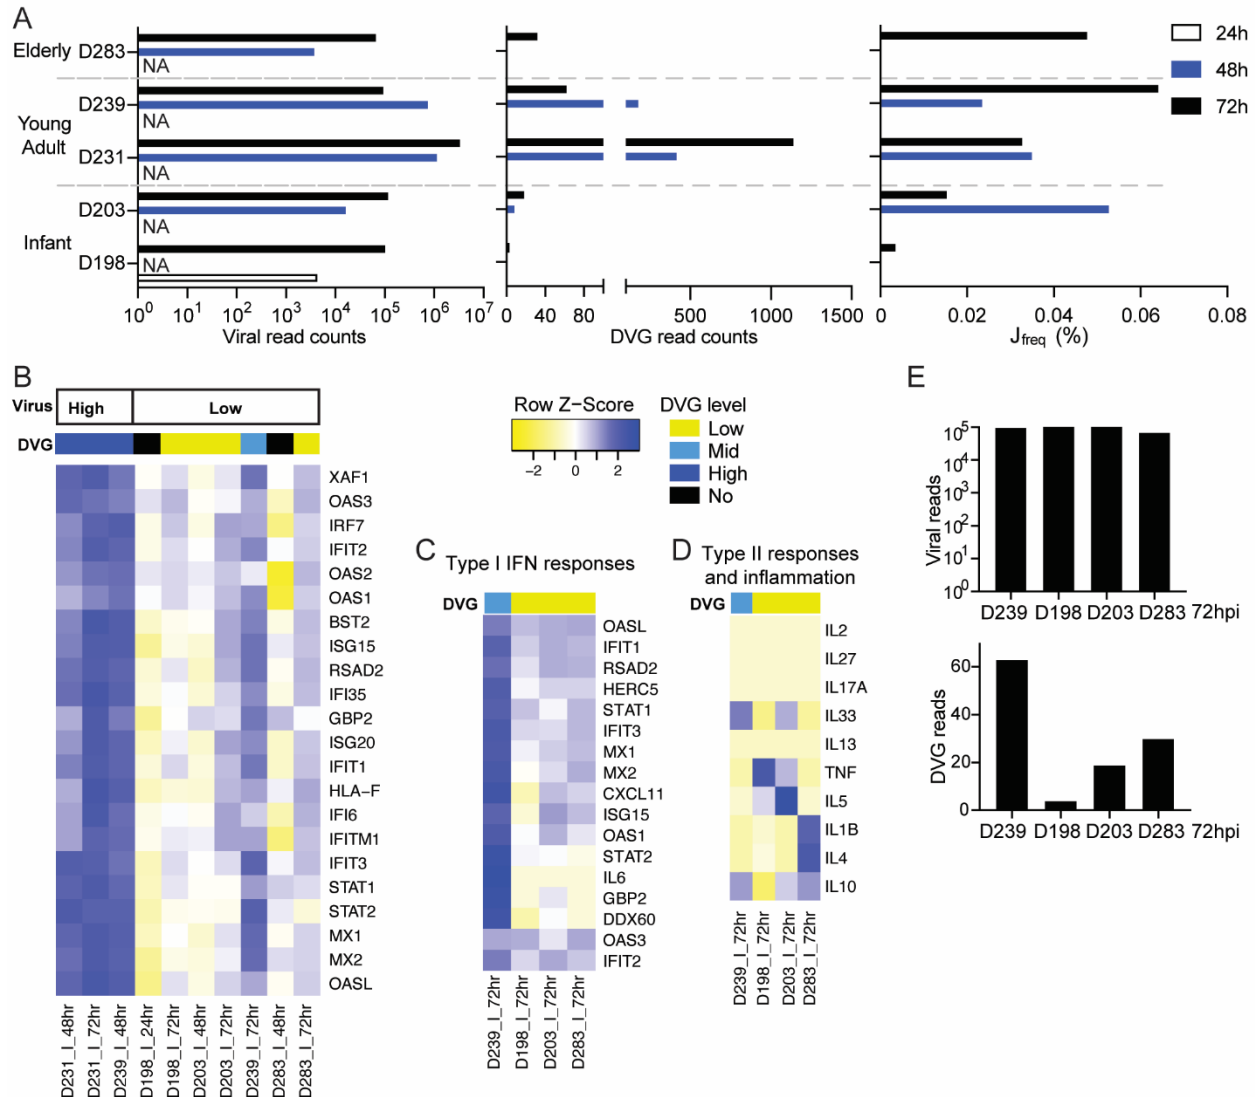 A
Elderly D283
NA
D239
NA
Young
Adult
D231
NA
D203
NA
Infant
D198
NA
24h
48h
72h
10^0 10^1 10^2 10^3 10^4 10^5 10^6 10^7
Viral read counts
0 40 80 500 1000 1500
DVG read counts
0 0.02 0.04 0.06 0.08
J_freq (%)
B
Virus High Low
DVG
XAF1
OAS3
IRF7
IFIT2
OAS2
OAS1
BST2
ISG15
RSAD2
IFI35
GBP2
ISG20
IFIT1
HLA−F
IFI6
IFITM1
IFIT3
STAT1
STAT2
MX1
MX2
OASL
D231_I_48hr
D231_I_72hr
D239_I_48hr
D198_I_24hr
D198_I_72hr
D203_I_48hr
D203_I_72hr
D239_I_72hr
D283_I_48hr
D283_I_72hr
Row Z-Score
−2 0 2
DVG level
Low
Mid
High
No
C Type I IFN responses
DVG
OASL
IFIT1
RSAD2
HERC5
STAT1
IFIT3
MX1
MX2
CXCL11
ISG15
OAS1
STAT2
IL6
GBP2
DDX60
OAS3
IFIT2
D239_I_72hr
D198_I_72hr
D203_I_72hr
D283_I_72hr
D Type II responses
and inflammation
DVG
IL2
IL27
IL17A
IL33
IL13
TNF
IL5
IL1B
IL4
IL10
D239_I_72hr
D198_I_72hr
D203_I_72hr
D283_I_72hr
E
Viral reads
10^5
10^4
10^3
10^2
10^1
10^0
D239 D198 D203 D283 72hpi
DVG reads
60
40
20
0
D239 D198 D203 D283 72hpi